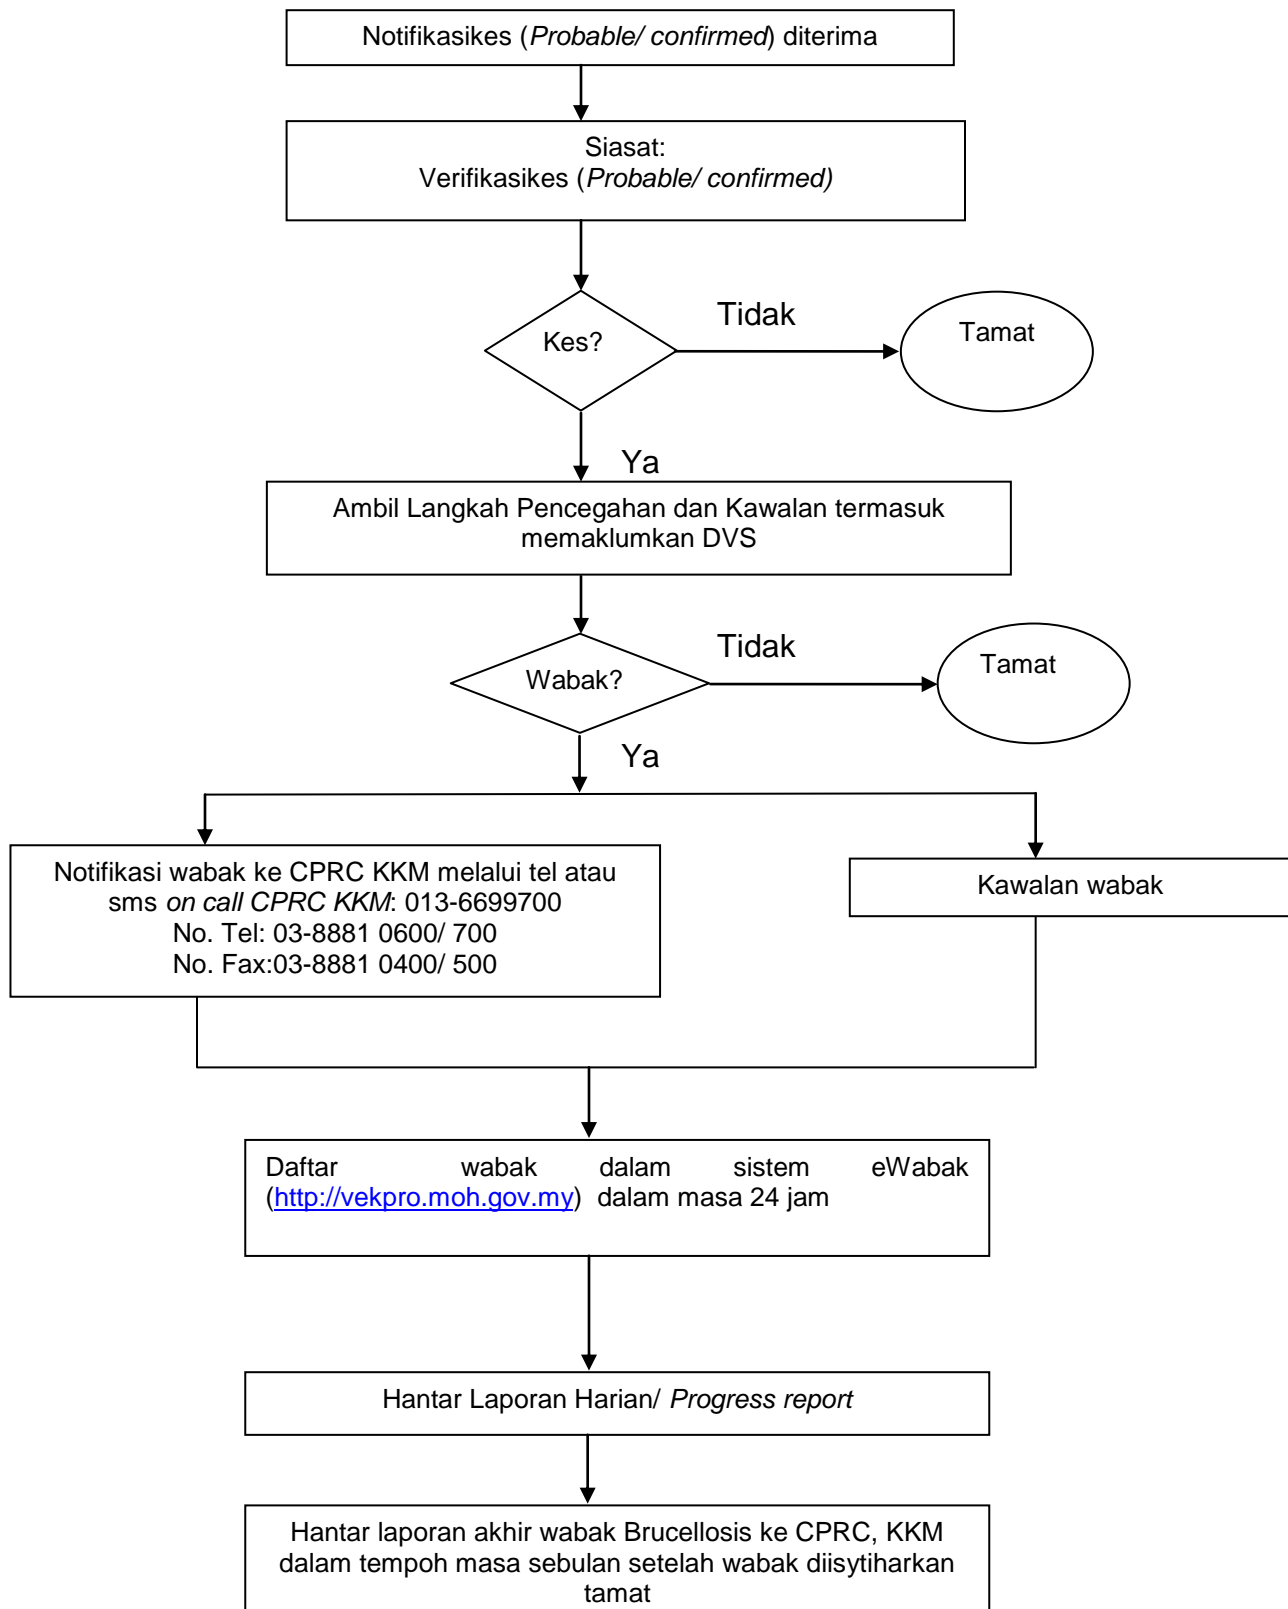 Notifikasikes (Probable/ confirmed) diterima
Siasat:
Verifikasikes (Probable/ confirmed)
Kes?
Tidak
Tamat
Ya
Ambil Langkah Pencegahan dan Kawalan termasuk
memaklumkan DVS
Wabak?
Tidak
Tamat
Ya
Notifikasi wabak ke CPRC KKM melalui tel atau
sms on call CPRC KKM: 013-6699700
No. Tel: 03-8881 0600/ 700
No. Fax:03-8881 0400/ 500
Kawalan wabak
Daftar wabak dalam sistem eWabak
(http://vekpro.moh.gov.my) dalam masa 24 jam
Hantar Laporan Harian/ Progress report
Hantar laporan akhir wabak Brucellosis ke CPRC, KKM
dalam tempoh masa sebulan setelah wabak diisytiharkan
tamat